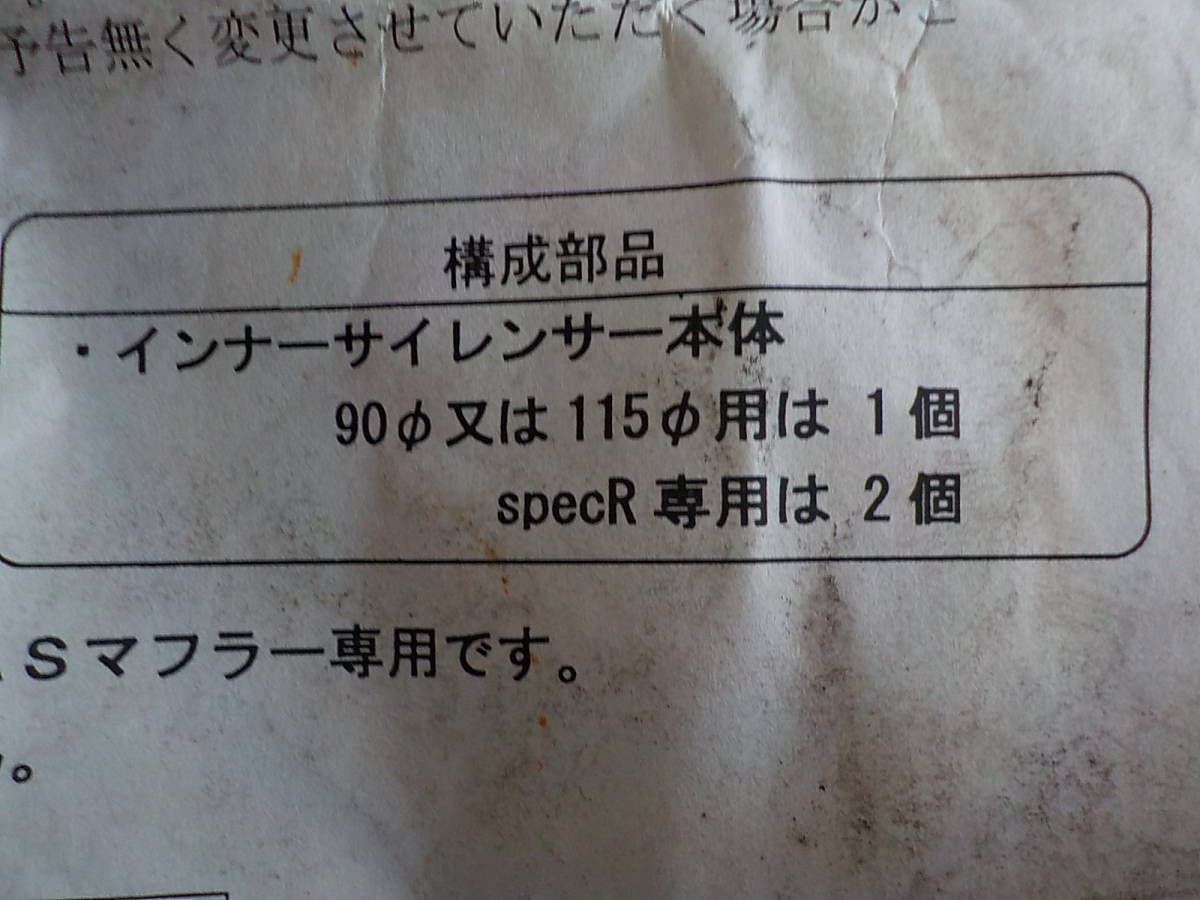 予告無く変更させていただく場合が
構成部品
・インナーサイレンサー本体
90φ又は115φ用は 1 個
specR 専用は 2 個
Sマフラー専用です。
。